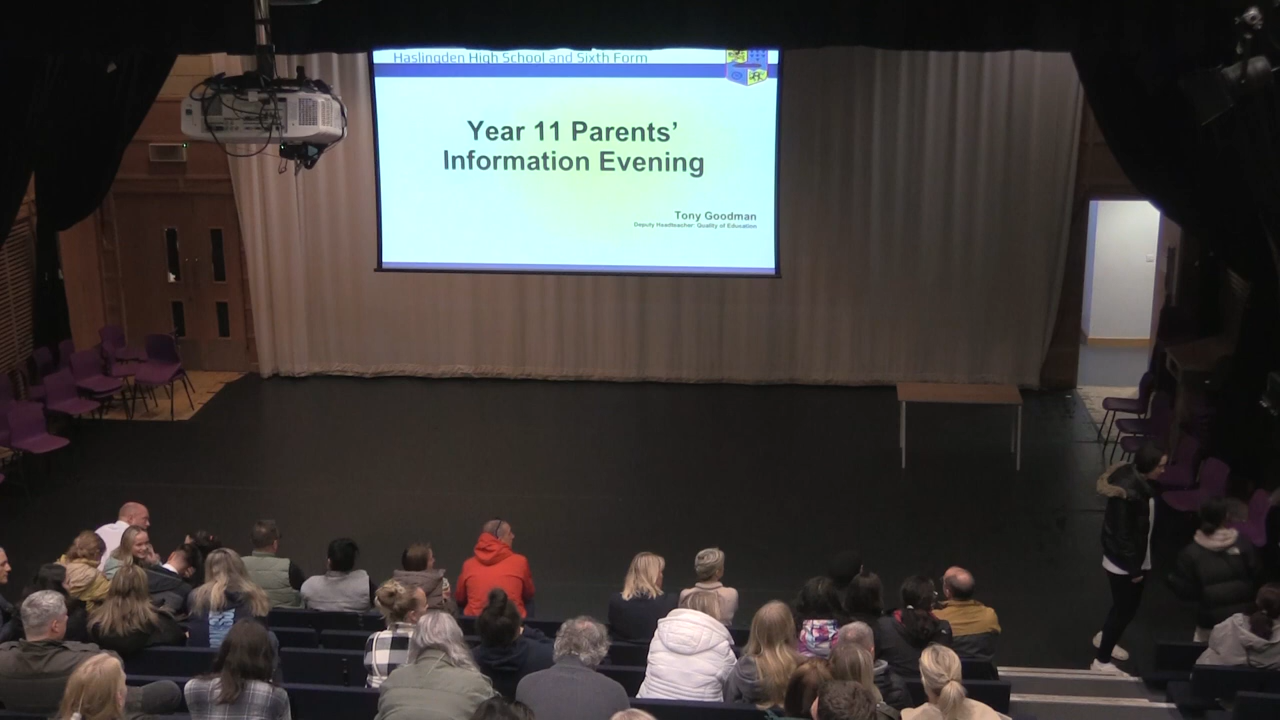 Haslingden High School and Sixth Form
Year 11 Parents'
Information Evening
Tony Goodman
Deputy Headteacher: Quality of Education